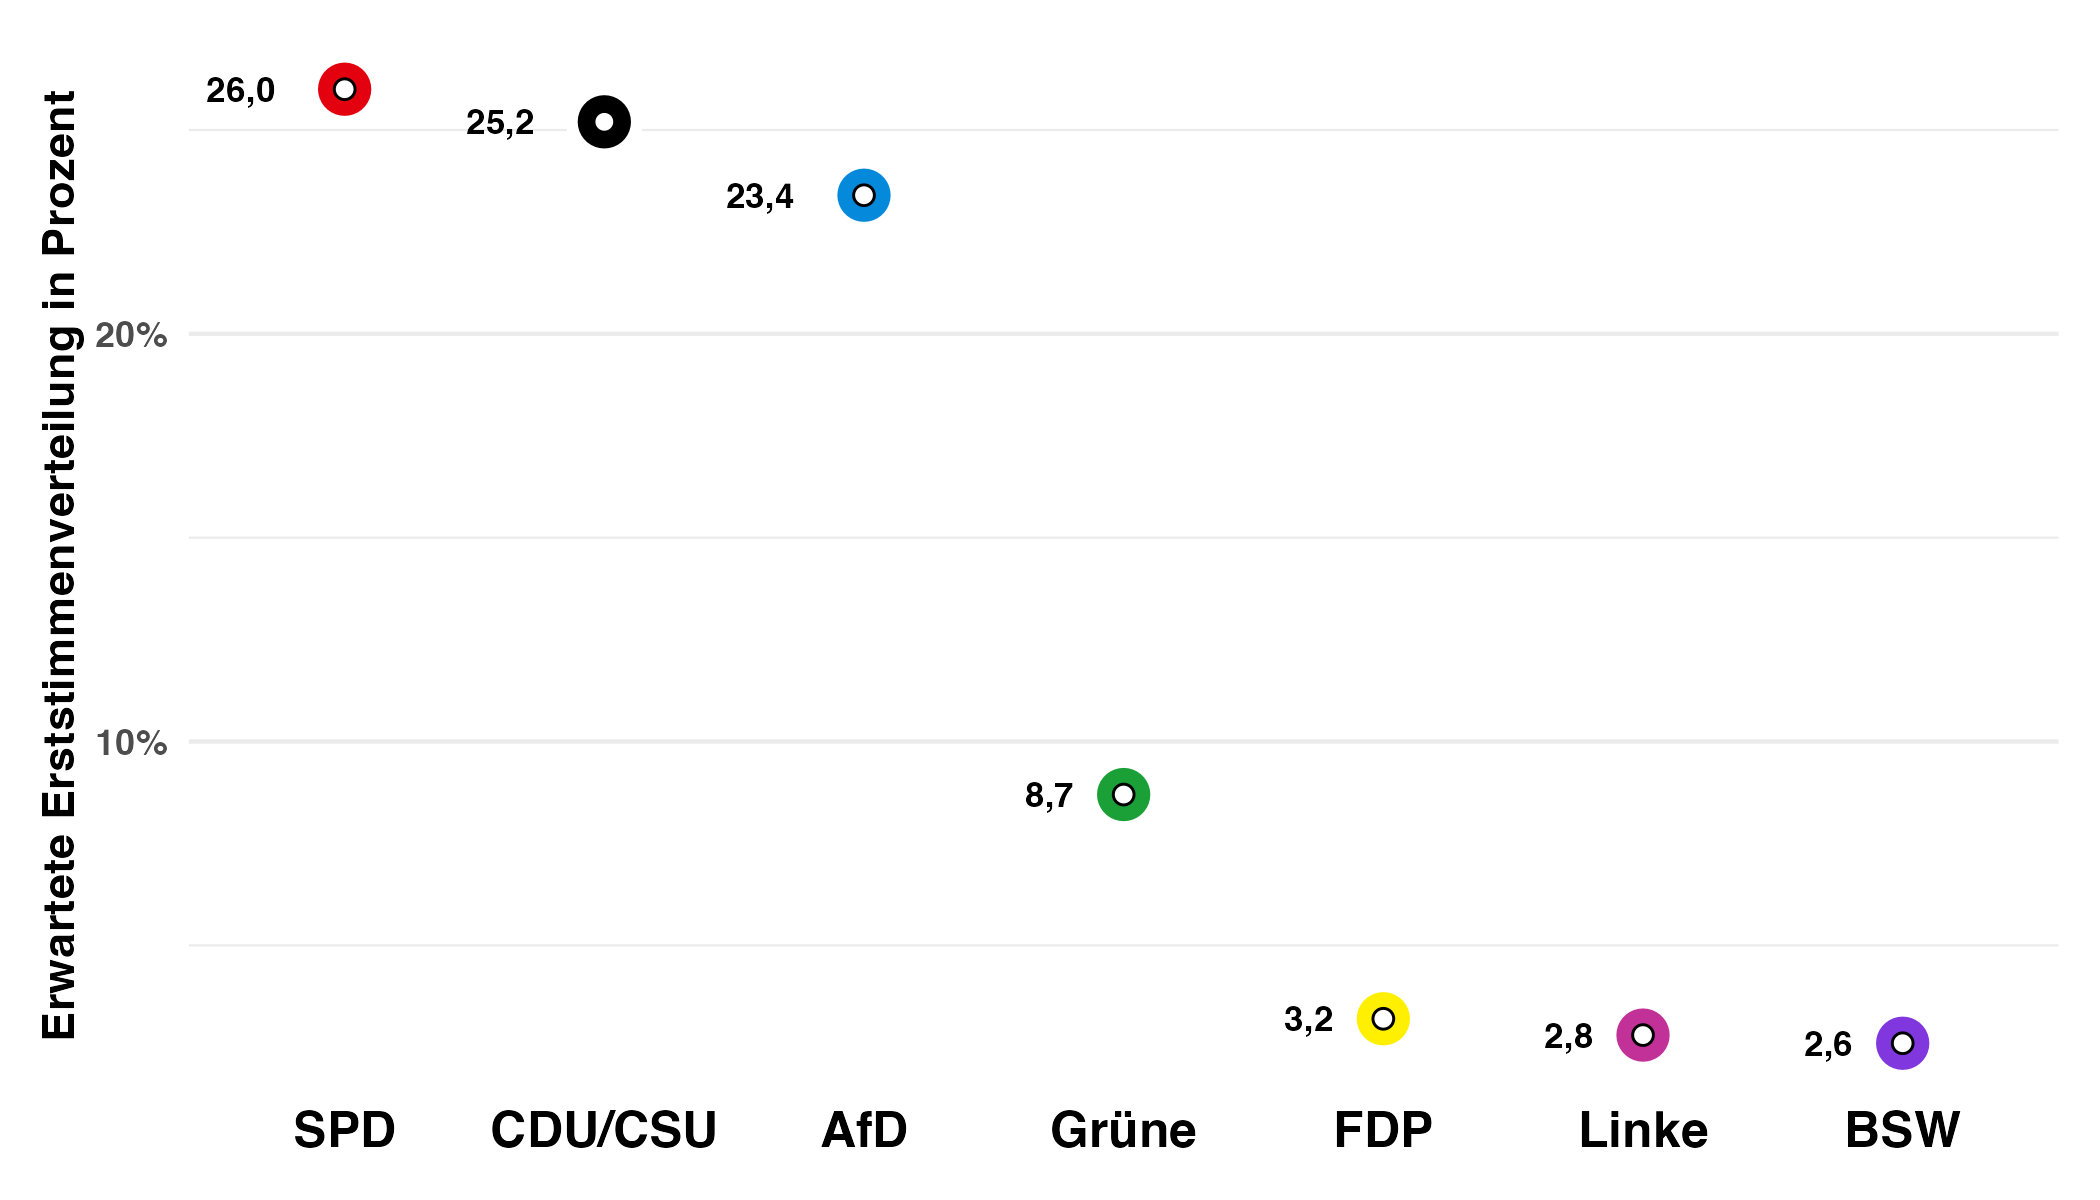 Erwartete Erststimmenverteilung in Prozent
20%
10%
26,0
25,2
23,4
8,7
3,2
2,8
2,6
SPD
CDU/CSU
AfD
Grüne
FDP
Linke
BSW